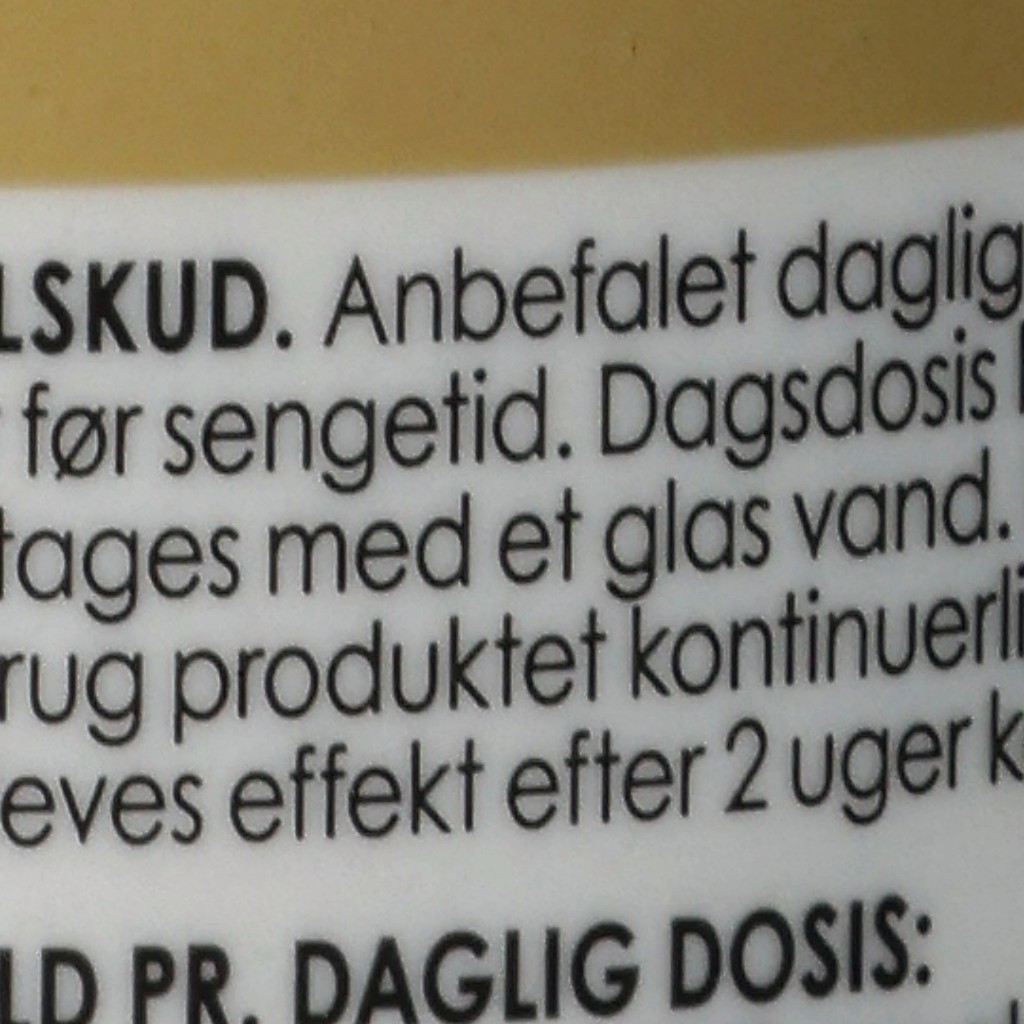 LSKUD. Anbefalet daglig
før sengetid. Dagsdosis
tages med et glas vand.
rug produktet kontinuerli
eves effekt efter 2 uger k
LD PR. DAGLIG DOSIS: